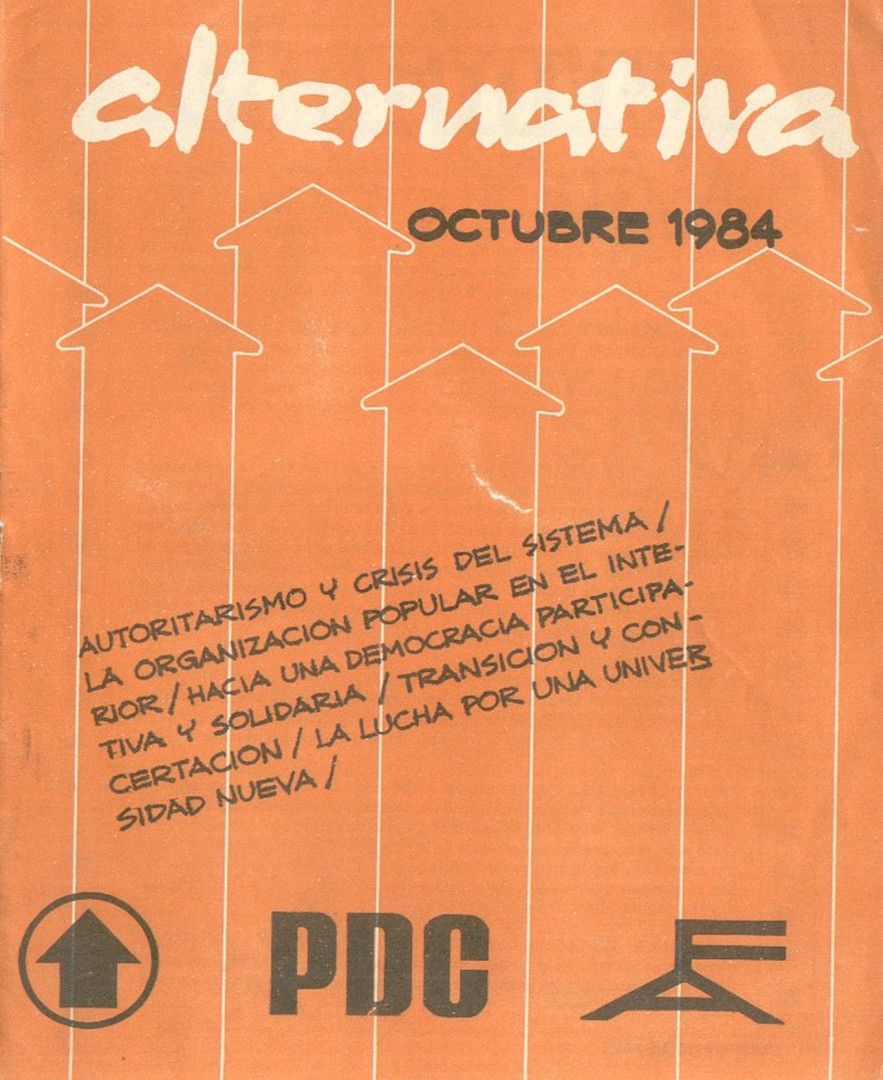 alternativa
OCTUBRE 1984
AUTORITARISMO Y CRISIS DEL SISTEMA /
LA ORGANIZACION POPULAR EN EL INTE-
RIOR / HACIA UNA DEMOCRACIA PARTICIPA-
TIVA Y SOLIDARIA / TRANSICION Y CON-
CERTACION / LA LUCHA POR UNA UNIVER
SIDAD NUEVA /
PDC